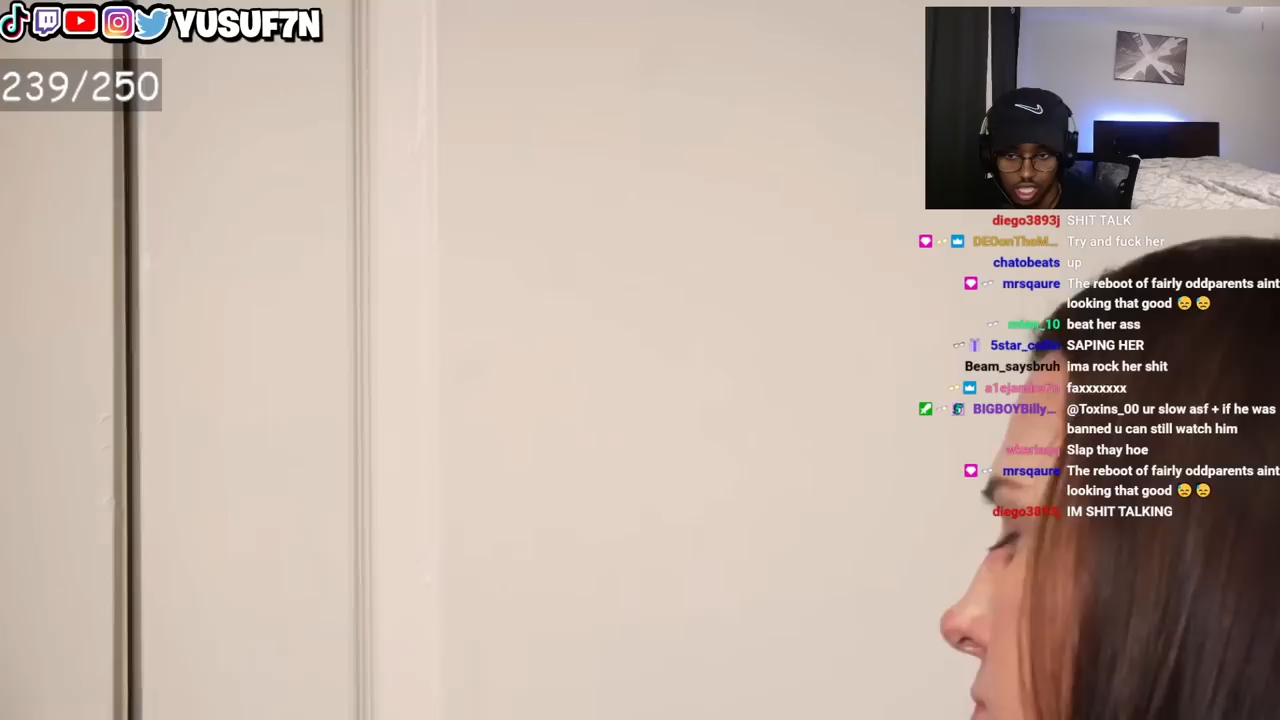 YUSUF7N
239/250
diego3893j SHIT TALK
DEOonThaM... Try and fuck her
chatobeats up
mrsqaure The reboot of fairly oddparents aint
looking that good 😓 😓
beat her ass
SAPING HER
Beam_saysbruh ima rock her shit
faxxxxxxx
BIGBOYBilly... @Toxins_00 ur slow asf + if he was
banned u can still watch him
Slap thay hoe
mrsqaure The reboot of fairly oddparents aint
looking that good 😓 😓
diego3893j IM SHIT TALKING